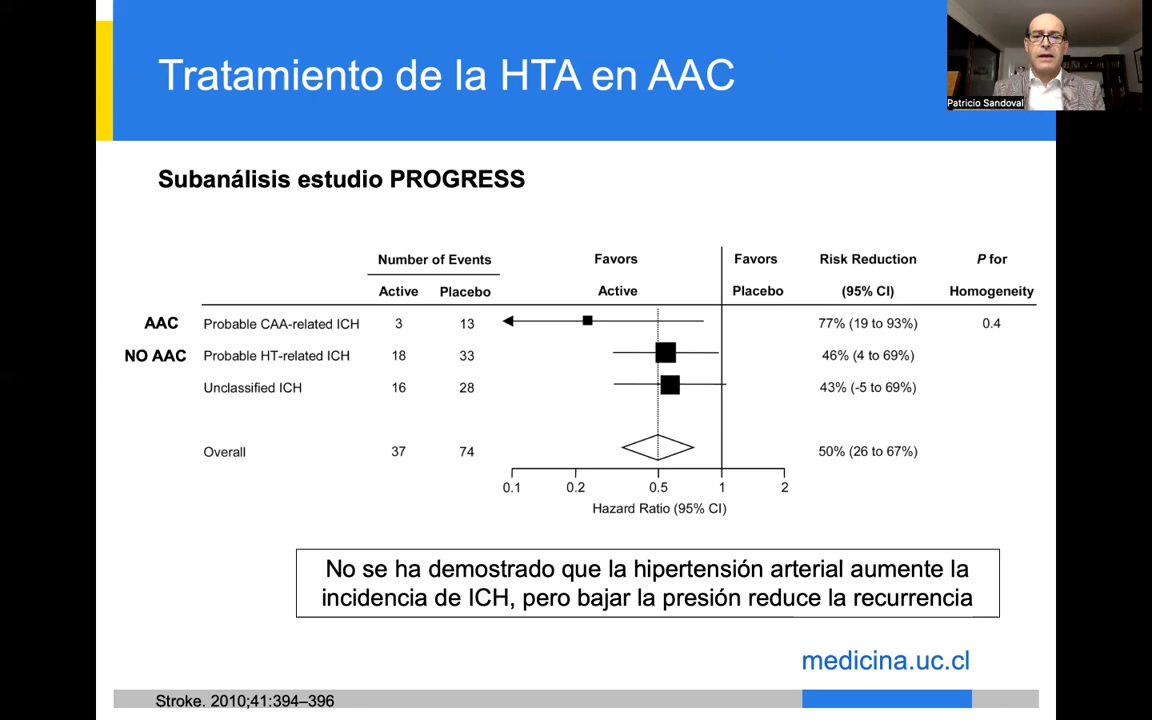 Tratamiento de la HTA en AAC
Patricio Sandoval
Subanálisis estudio PROGRESS
Number of Events Favors Favors Risk Reduction P for
Active Placebo Active Placebo (95% CI) Homogeneity
AAC Probable CAA-related ICH 3 13 77% (19 to 93%) 0.4
NO AAC Probable HT-related ICH 18 33 46% (4 to 69%)
Unclassified ICH 16 28 43% (-5 to 69%)
Overall 37 74 50% (26 to 67%)
0.1 0.2 0.5 1 2
Hazard Ratio (95% CI)
No se ha demostrado que la hipertensión arterial aumente la
incidencia de ICH, pero bajar la presión reduce la recurrencia
medicina.uc.cl
Stroke. 2010;41:394–396